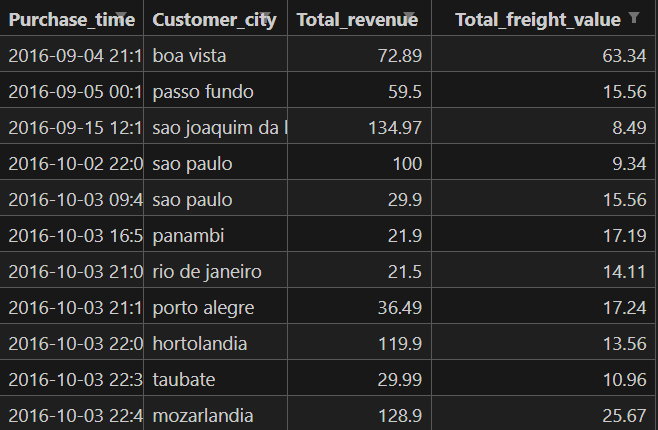 Purchase_time Customer_city Total_revenue Total_freight_value
2016-09-04 21:1 boa vista 72.89 63.34
2016-09-05 00:1 passo fundo 59.5 15.56
2016-09-15 12:1 sao joaquim da 134.97 8.49
2016-10-02 22:0 sao paulo 100 9.34
2016-10-03 09:4 sao paulo 29.9 15.56
2016-10-03 16:5 panambi 21.9 17.19
2016-10-03 21:0 rio de janeiro 21.5 14.11
2016-10-03 21:1 porto alegre 36.49 17.24
2016-10-03 22:0 hortolandia 119.9 13.56
2016-10-03 22:3 taubate 29.99 10.96
2016-10-03 22:4 mozarlandia 128.9 25.67